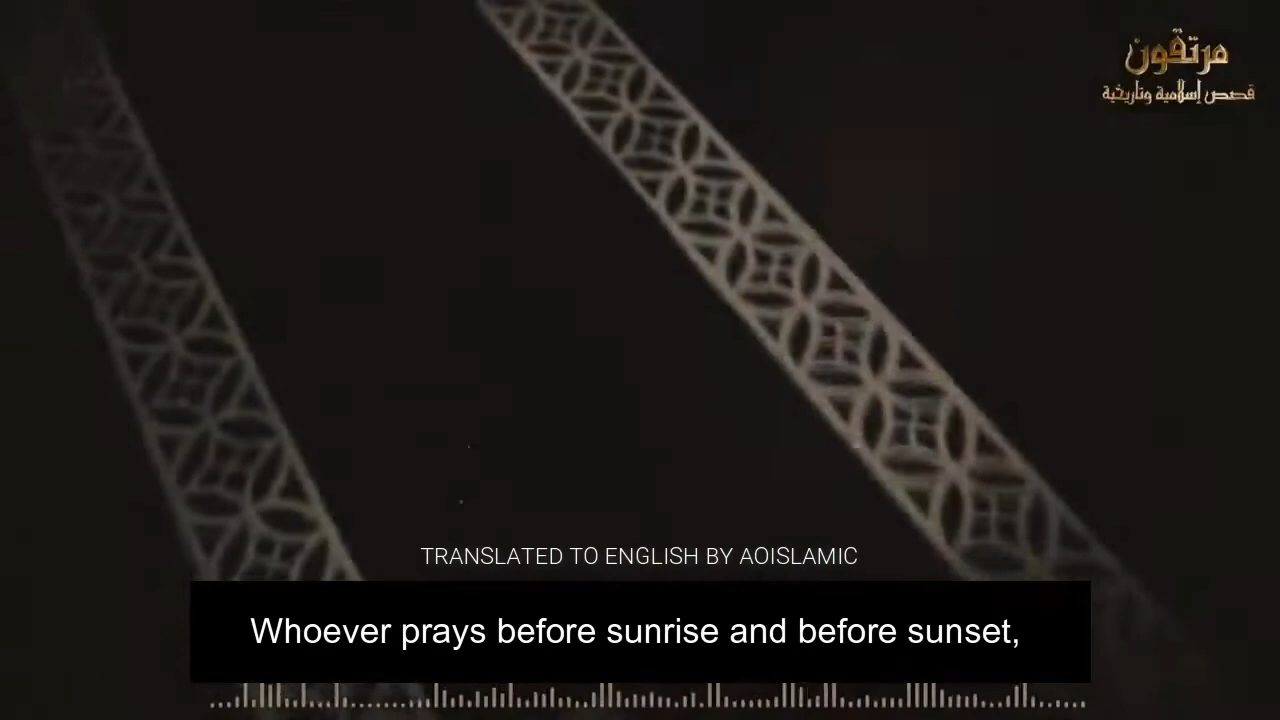 مرتقون
قصص إسلامية وتاريخية
TRANSLATED TO ENGLISH BY AOISLAMIC
Whoever prays before sunrise and before sunset,